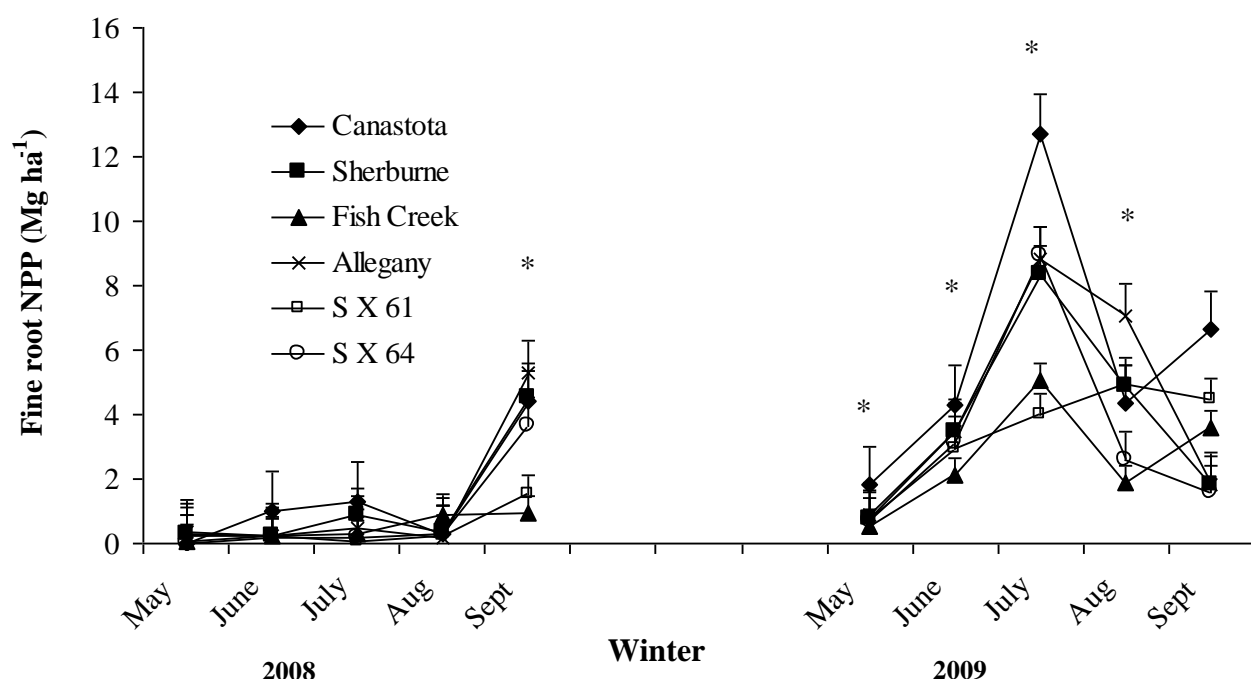 Fine root NPP (Mg ha⁻¹)
16
14
12
10
8
6
4
2
0
Canastota
Sherburne
Fish Creek
Allegany
S X 61
S X 64
*
*
*
*
*
May
June
July
Aug
Sept
May
June
July
Aug
Sept
Winter
2008
2009